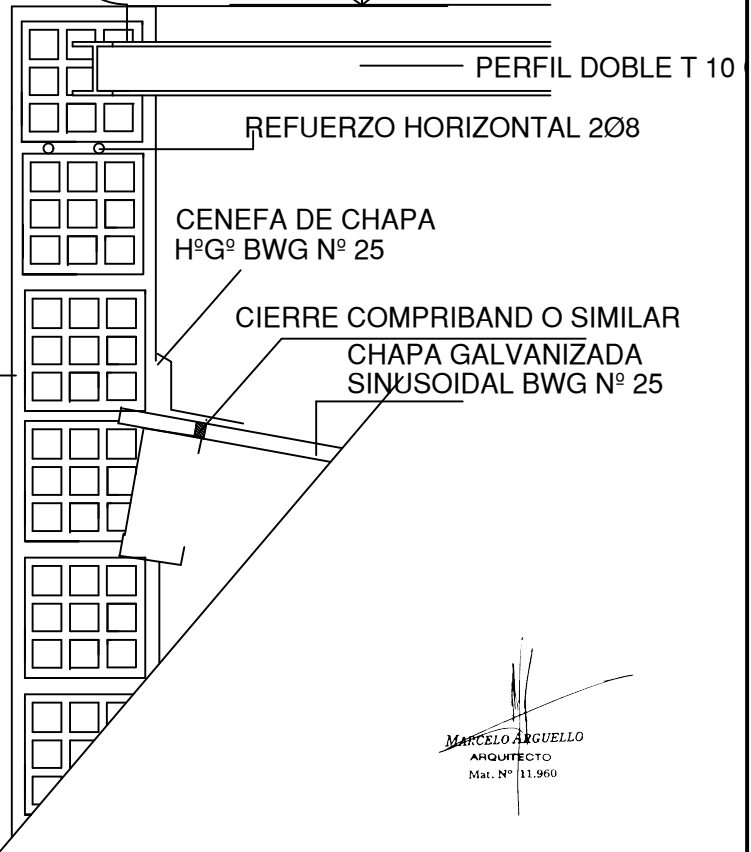 PERFIL DOBLE T 10
REFUERZO HORIZONTAL 2Ø8
CENEFA DE CHAPA
HºGº BWG Nº 25
CIERRE COMPRIBAND O SIMILAR
CHAPA GALVANIZADA
SINUSOIDAL BWG Nº 25
MARCELO ARGUELLO
ARQUITECTO
Mat. Nº 11.960